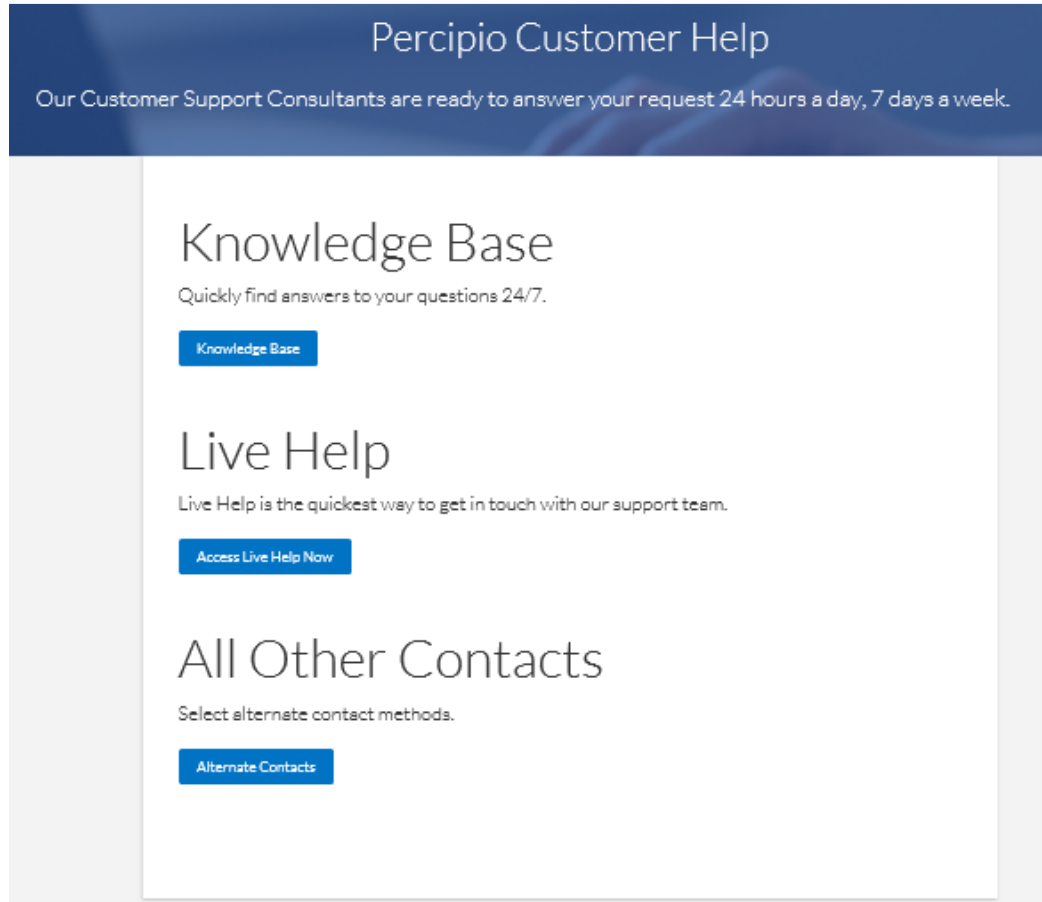 Percipio Customer Help
Our Customer Support Consultants are ready to answer your request 24 hours a day, 7 days a week.
Knowledge Base
Quickly find answers to your questions 24/7.
Knowledge Base
Live Help
Live Help is the quickest way to get in touch with our support team.
Access Live Help Now
All Other Contacts
Select alternate contact methods.
Alternate Contacts